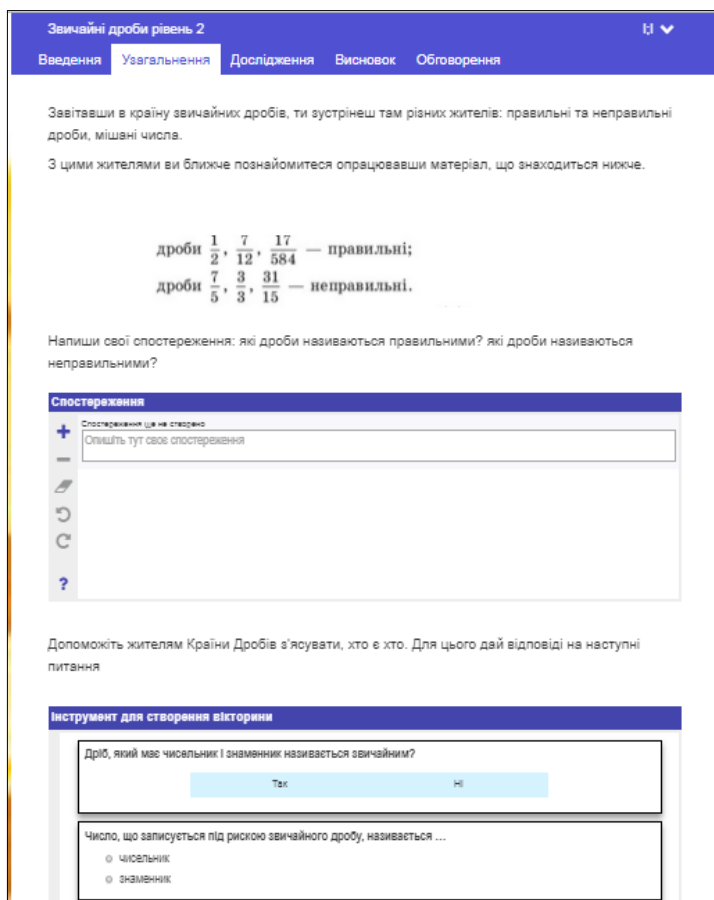 Звичайні дроби рівень 2
Введення Узагальнення Дослідження Висновок Обговорення
Завітавши в країну звичайних дробів, ти зустрінеш там різних жителів: правильні та неправильні
дроби, мішані числа.
З цими жителями ви ближче познайомитеся опрацювавши матеріал, що знаходиться нижче.
дроби 1/2, 7/12, 17/584 — правильні;
дроби 7/5, 3/3, 31/15 — неправильні.
Напиши свої спостереження: які дроби називаються правильними? які дроби називаються
неправильними?
Спостереження
Спостереження ще не створено
Опишіть тут своє спостереження
?
Допоможіть жителям Країни Дробів з'ясувати, хто є хто. Для цього дай відповіді на наступні
питання
Інструмент для створення вікторини
Дріб, який має чисельник і знаменник називається звичайним?
Так Ні
Число, що записується під рискою звичайного дробу, називається ...
чисельник
знаменник